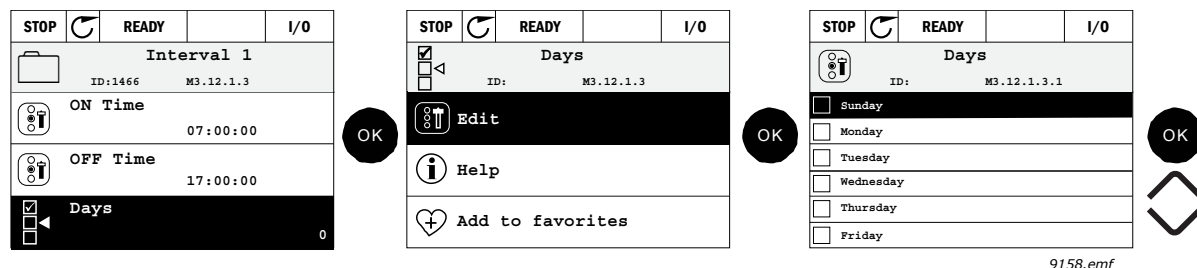 STOP READY I/O
Interval 1
ID:1466 M3.12.1.3
ON Time
07:00:00
OFF Time
17:00:00
Days
0
OK
STOP READY I/O
Days
ID: M3.12.1.3
Edit
Help
Add to favorites
OK
STOP READY I/O
Days
ID: M3.12.1.3.1
Sunday
Monday
Tuesday
Wednesday
Thursday
Friday
OK
9158.emf